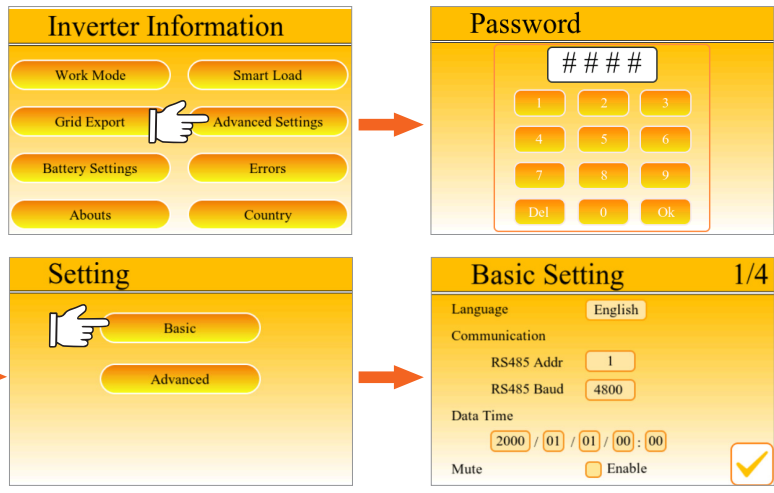 Inverter Information
Work Mode Smart Load
Grid Export Advanced Settings
Battery Settings Errors
Abouts Country
Password
# # # #
1 2 3
4 5 6
7 8 9
Del 0 Ok
Setting
Basic
Advanced
Basic Setting 1/4
Language English
Communication
RS485 Addr 1
RS485 Baud 4800
Data Time
2000 / 01 / 01 / 00 : 00
Mute Enable